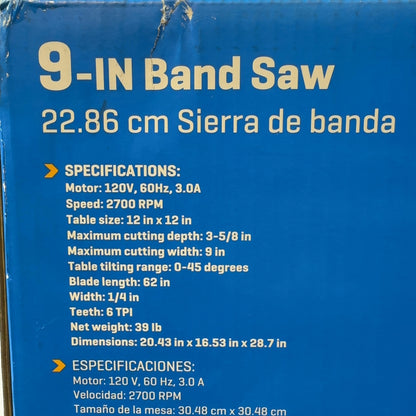 9-IN Band Saw
22.86 cm Sierra de banda
SPECIFICATIONS:
Motor: 120V, 60Hz, 3.0A
Speed: 2700 RPM
Table size: 12 in x 12 in
Maximum cutting depth: 3-5/8 in
Maximum cutting width: 9 in
Table tilting range: 0-45 degrees
Blade length: 62 in
Width: 1/4 in
Teeth: 6 TPI
Net weight: 39 lb
Dimensions: 20.43 in x 16.53 in x 28.7 in
ESPECIFICACIONES:
Motor: 120 V, 60 Hz, 3.0 A
Velocidad: 2700 RPM
Tamaño de la mesa: 30.48 cm x 30.48 cm